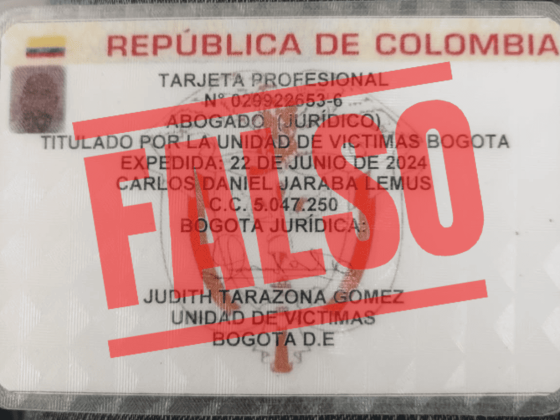 REPÚBLICA DE COLOMBIA
TARJETA PROFESIONAL
N° 029922653-6
ABOGADO (JURÍDICO)
TITULADO POR LA UNIDAD DE VICTIMAS BOGOTA
EXPEDIDA: 22 DE JUNIO DE 2024
CARLOS DANIEL JARABA LEMUS
C.C. 5.047.250
BOGOTA JURÍDICA:
FALSO
JUDITH TARAZONA GOMEZ
UNIDAD DE VICTIMAS
BOGOTA D.E